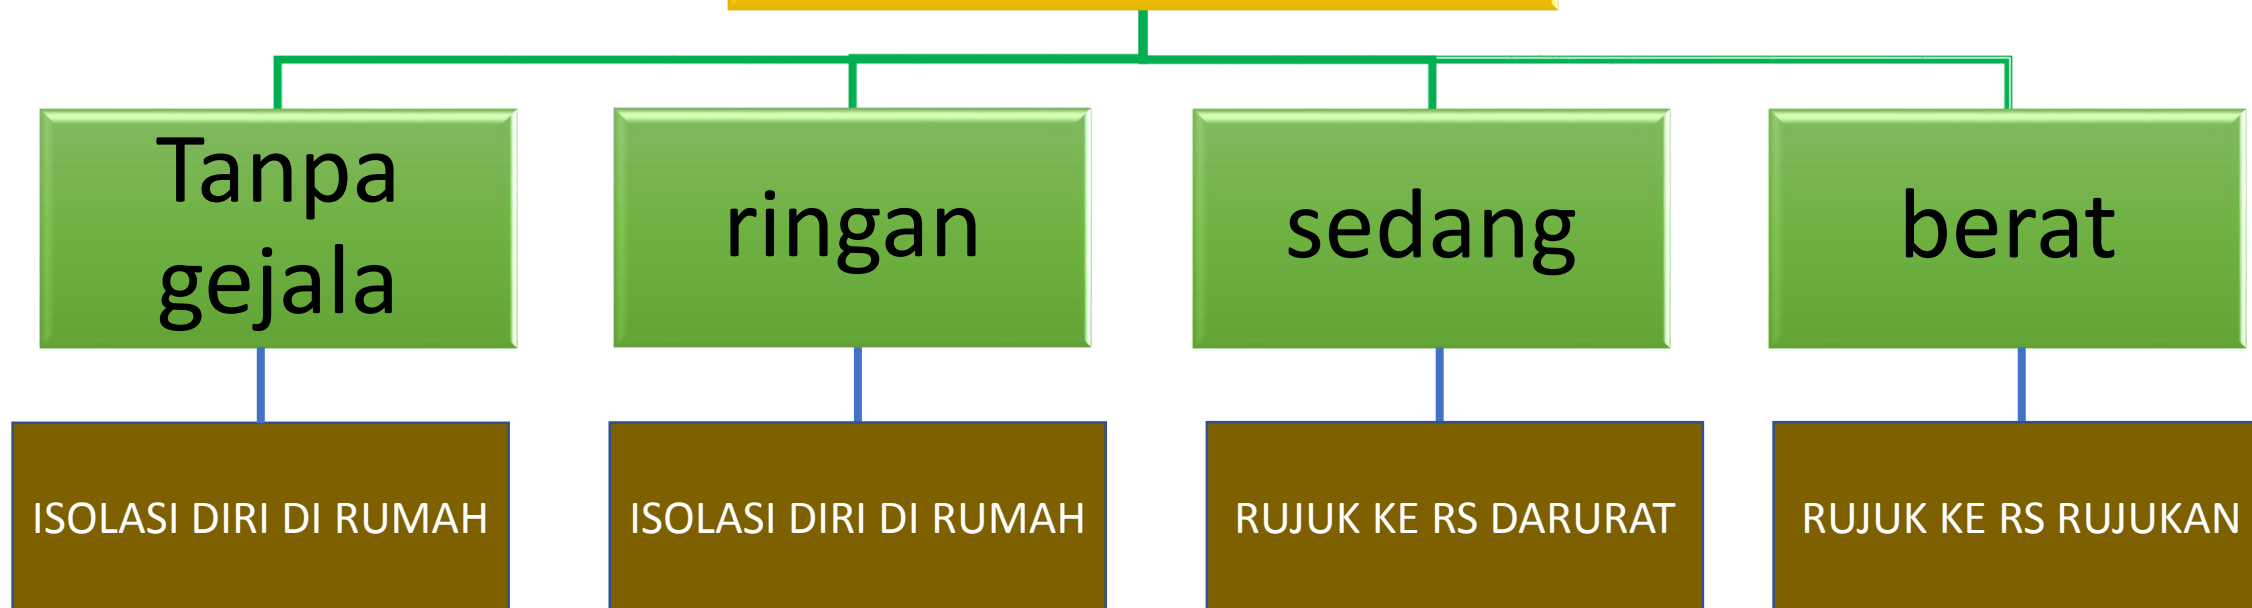 Tanpa
gejala
ringan
sedang
berat
ISOLASI DIRI DI RUMAH
ISOLASI DIRI DI RUMAH
RUJUK KE RS DARURAT
RUJUK KE RS RUJUKAN